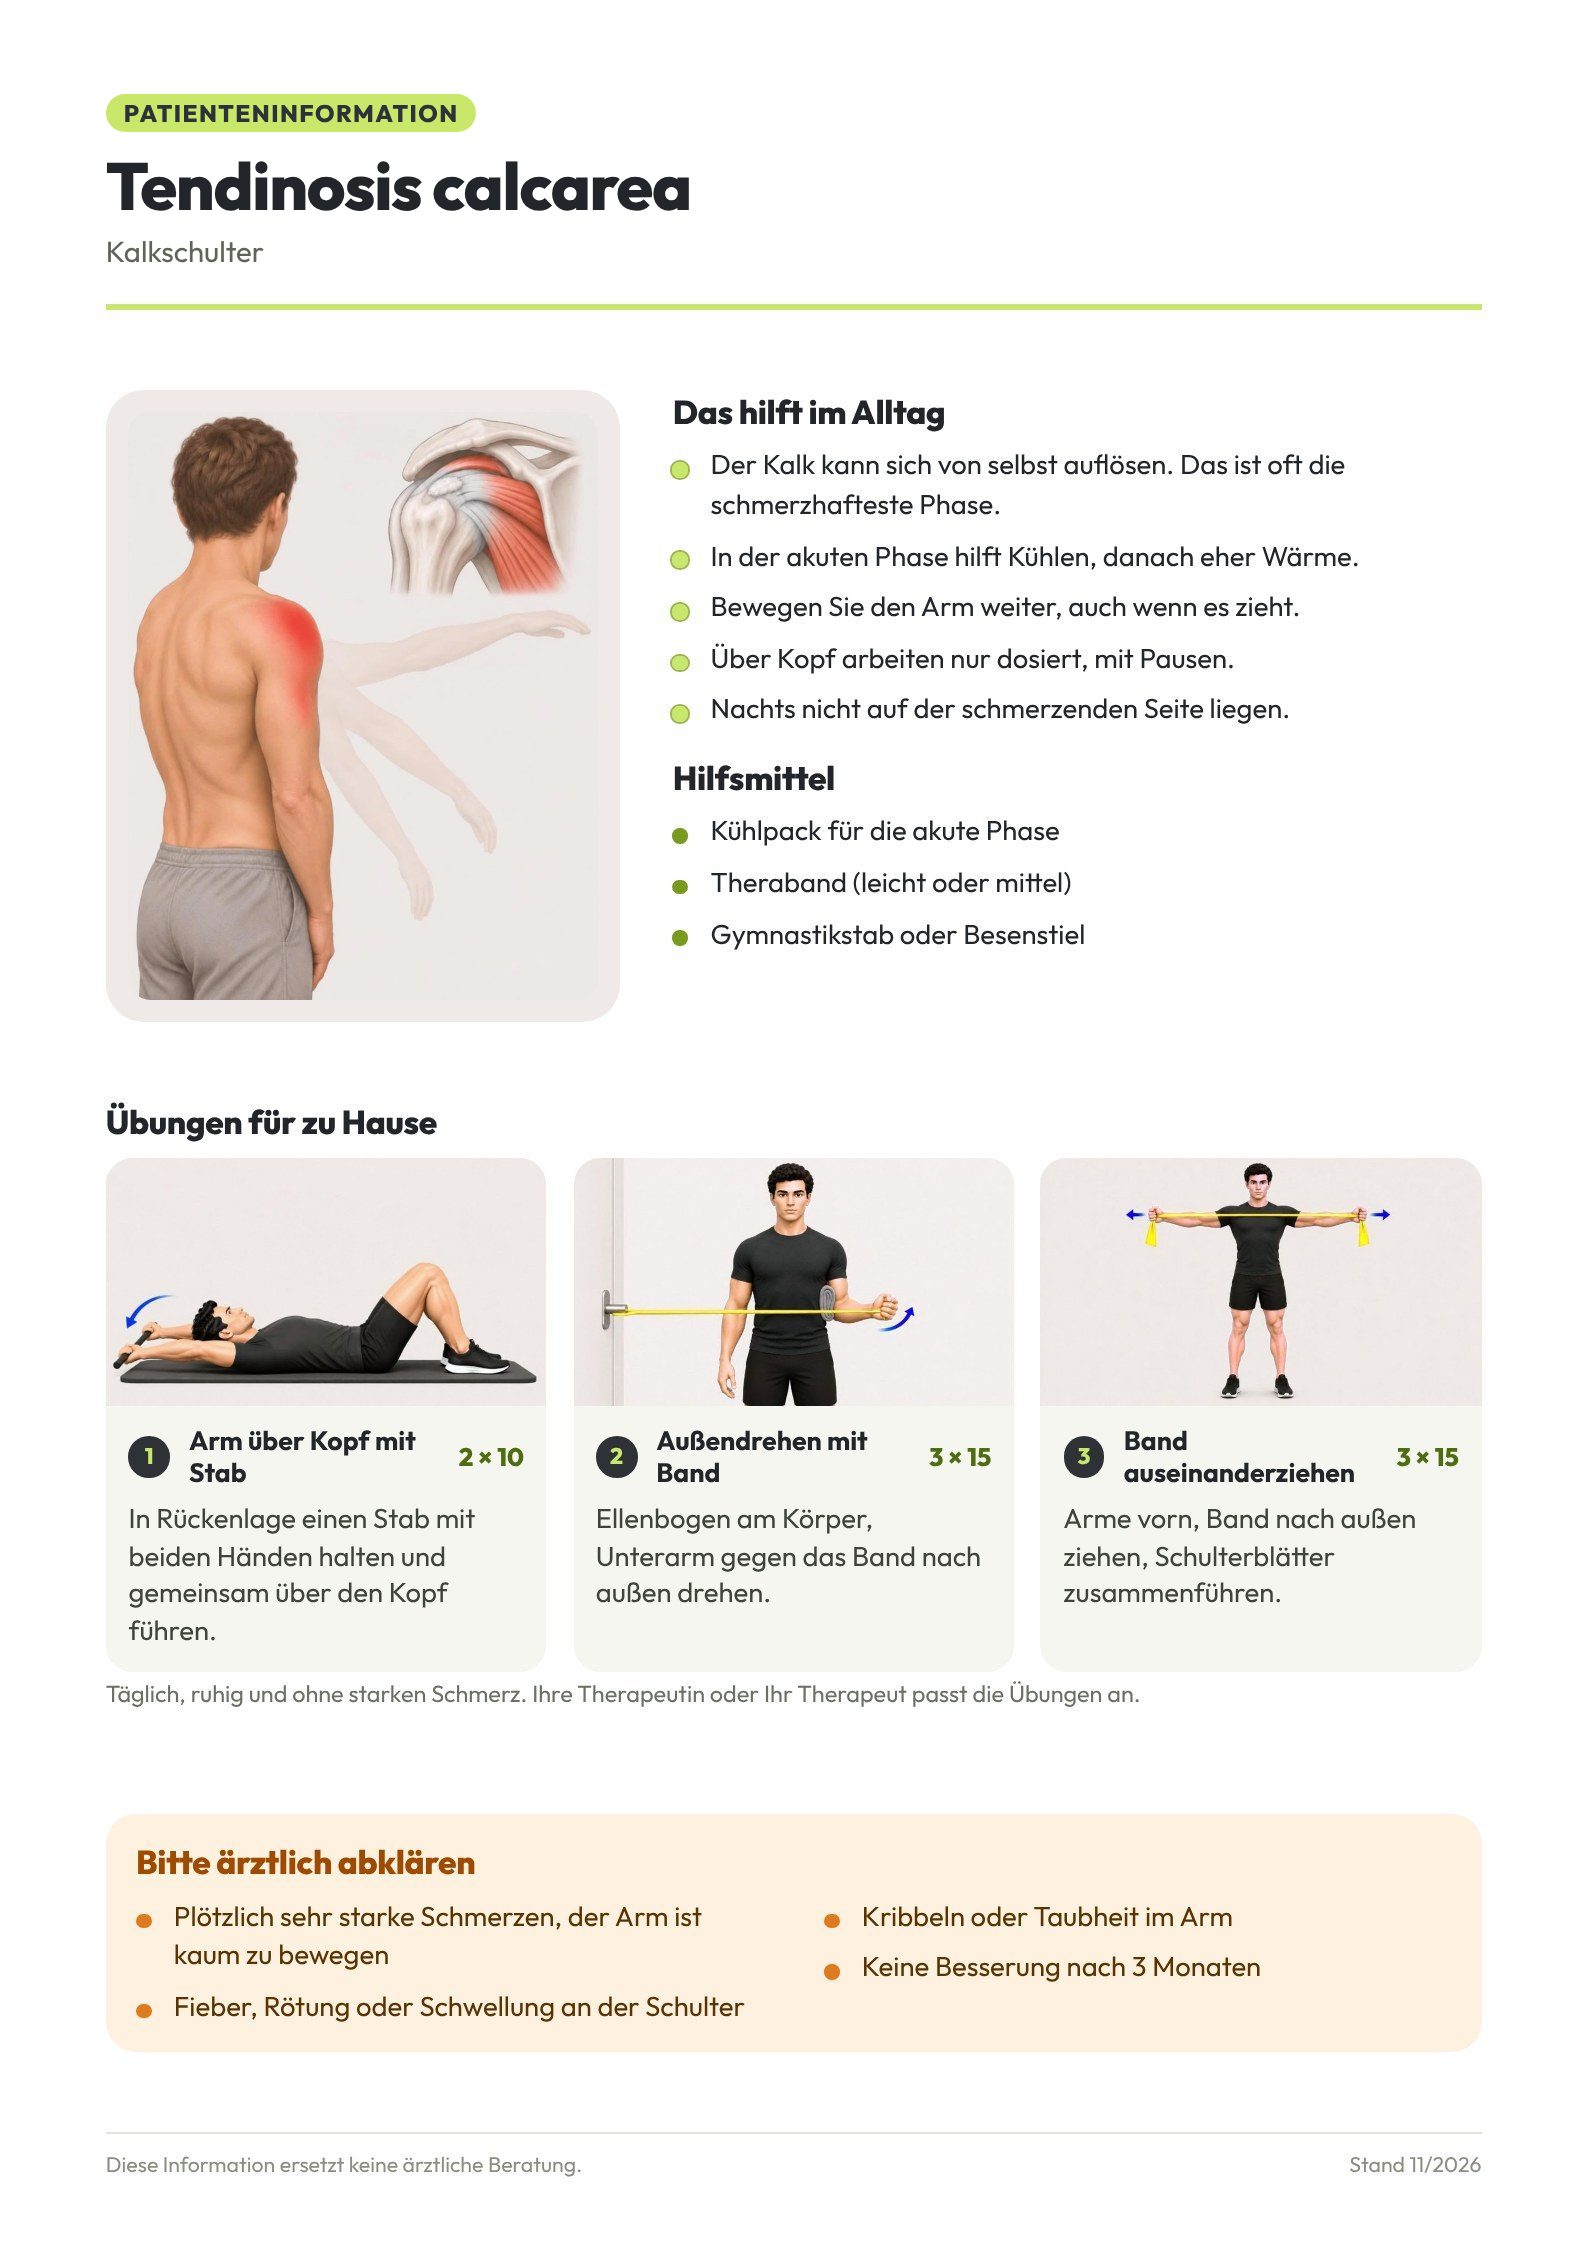 PATIENTENINFORMATION
Tendinosis calcarea
Kalkschulter
Das hilft im Alltag
Der Kalk kann sich von selbst auflösen. Das ist oft die
schmerzhafteste Phase.
In der akuten Phase hilft Kühlen, danach eher Wärme.
Bewegen Sie den Arm weiter, auch wenn es zieht.
Über Kopf arbeiten nur dosiert, mit Pausen.
Nachts nicht auf der schmerzenden Seite liegen.
Hilfsmittel
Kühlpack für die akute Phase
Theraband (leicht oder mittel)
Gymnastikstab oder Besenstiel
Übungen für zu Hause
1 Arm über Kopf mit
Stab
2 × 10
In Rückenlage einen Stab mit
beiden Händen halten und
gemeinsam über den Kopf
führen.
2 Außendrehen mit
Band
3 × 15
Ellenbogen am Körper,
Unterarm gegen das Band nach
außen drehen.
3 Band
auseinanderziehen
3 × 15
Arme vorn, Band nach außen
ziehen, Schulterblätter
zusammenführen.
Täglich, ruhig und ohne starken Schmerz. Ihre Therapeutin oder Ihr Therapeut passt die Übungen an.
Bitte ärztlich abklären
Plötzlich sehr starke Schmerzen, der Arm ist
kaum zu bewegen
Fieber, Rötung oder Schwellung an der Schulter
Kribbeln oder Taubheit im Arm
Keine Besserung nach 3 Monaten
Diese Information ersetzt keine ärztliche Beratung.
Stand 11/2026